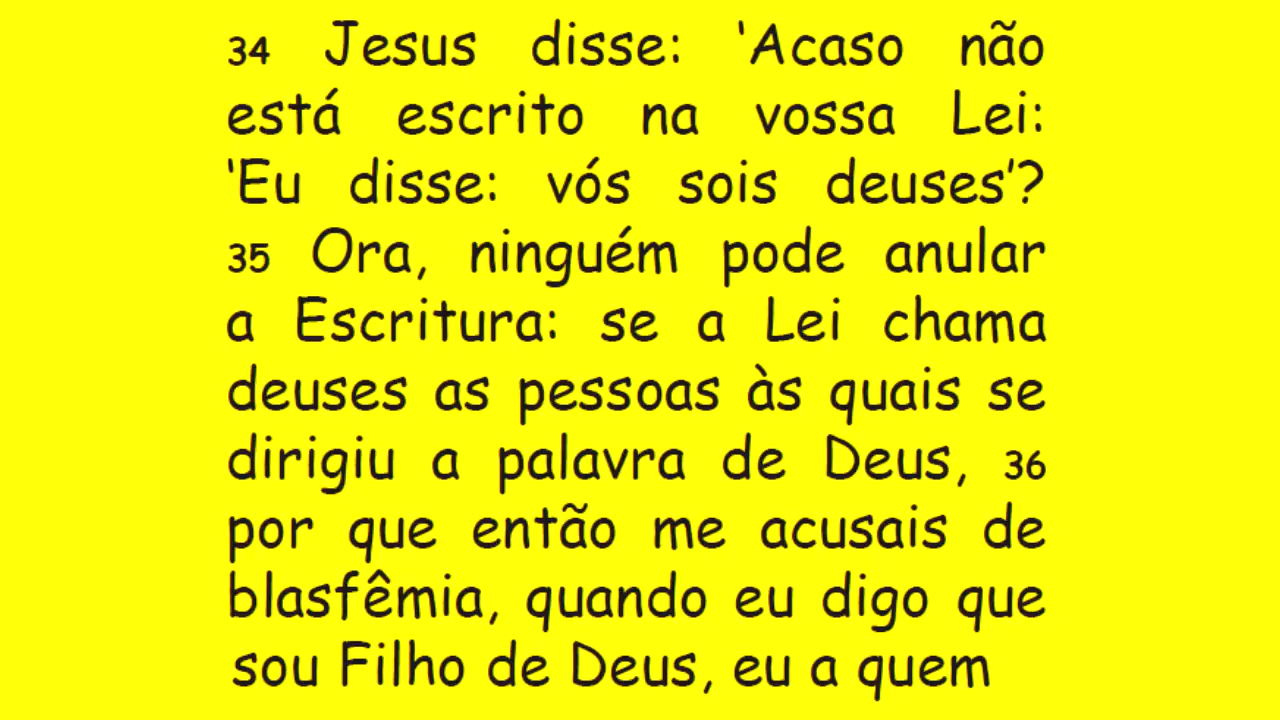 34 Jesus disse: ‘Acaso não
está escrito na vossa Lei:
‘Eu disse: vós sois deuses’?
35 Ora, ninguém pode anular
a Escritura: se a Lei chama
deuses as pessoas às quais se
dirigiu a palavra de Deus, 36
por que então me acusais de
blasfêmia, quando eu digo que
sou Filho de Deus, eu a quem